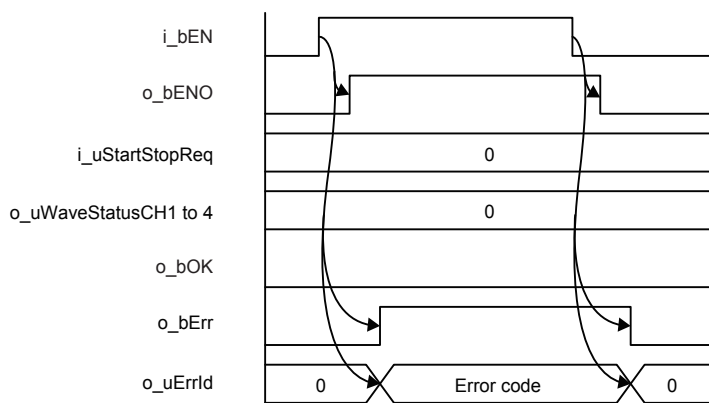 i_bEN
o_bENO
i_uStartStopReq
0
o_uWaveStatusCH1 to 4
0
o_bOK
o_bErr
o_uErrId
0
Error code
0